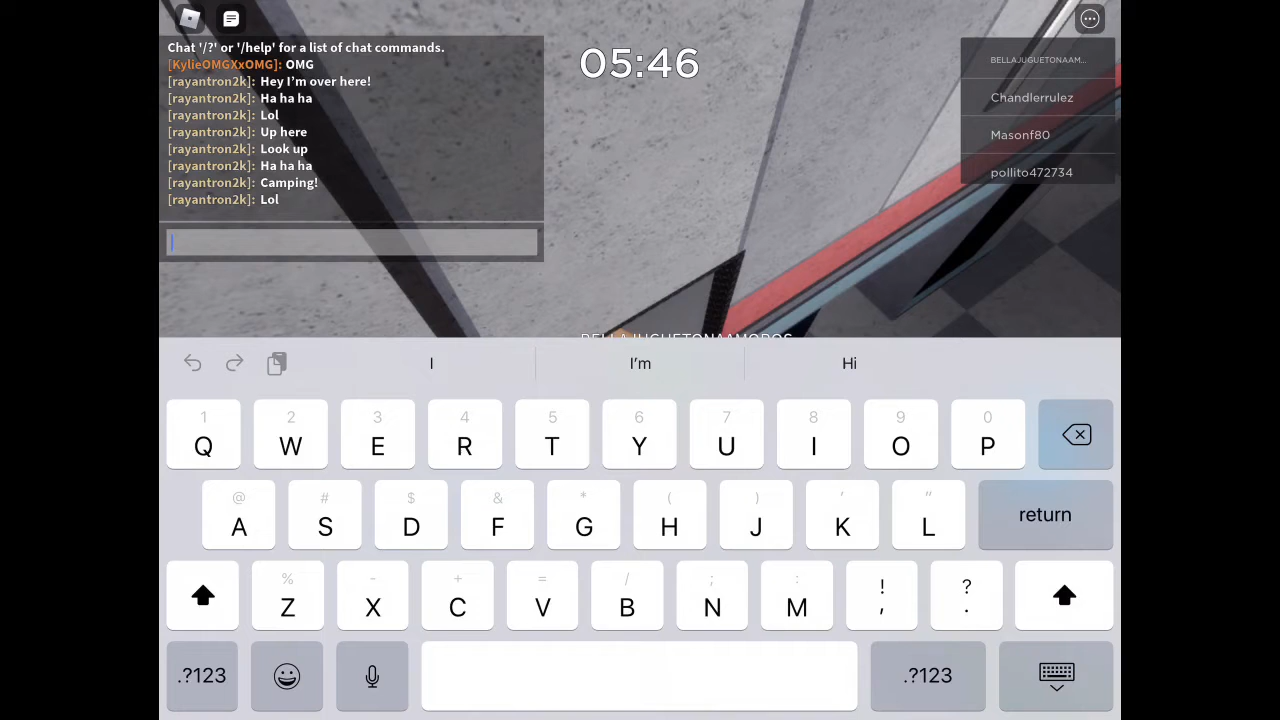 Chat '/?' or '/help' for a list of chat commands.
[KylieOMGXxOMG]: OMG
[rayantron2k]: Hey I'm over here!
[rayantron2k]: Ha ha ha
[rayantron2k]: Lol
[rayantron2k]: Up here
[rayantron2k]: Look up
[rayantron2k]: Ha ha ha
[rayantron2k]: Camping!
[rayantron2k]: Lol
05:46
BELLAJUGUETONAAM...
Chandlerrulez
Masonf80
pollito472734
BELLAJUGUETONAAMOROS
I I'm Hi
1 2 3 4 5 6 7 8 9 0
Q W E R T Y U I O P
@ # $ & * ( ) ' "
A S D F G H J K L return
% - + = / ; : ! ?
Z X C V B N M , .
.?123 .?123